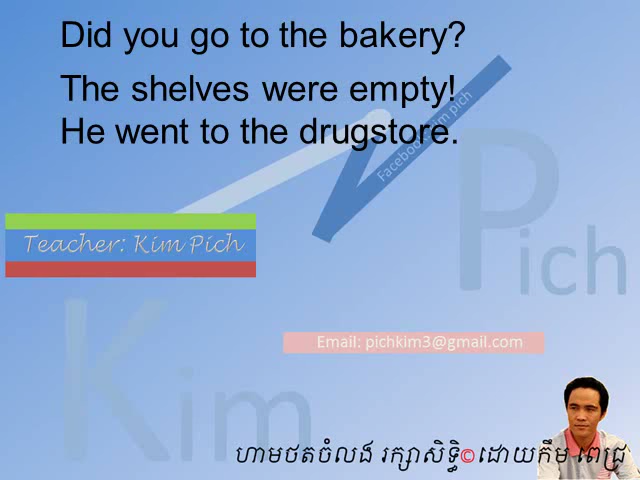 Did you go to the bakery?
The shelves were empty!
He went to the drugstore.
Facebook: kim pich
Pich
Teacher: Kim Pich
Email: pichkim3@gmail.com
Kim
ហាមថតចំលង រក្សាសិទ្ធិ©ដោយកឹម ពេជ្រ